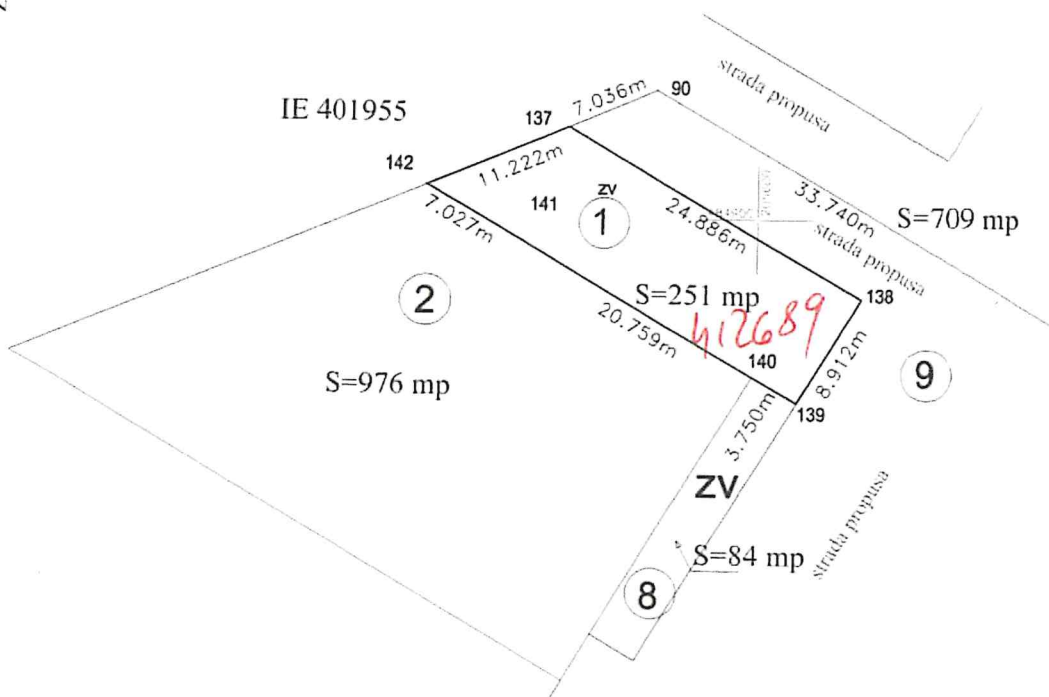 strada propusa
90
7.036m
IE 401955
137
142
11.222m
33.740m
ZV
141
1
24.886m
7.027m
S=709 mp
strada propusa
2
S=251 mp
138
20.759m
412689
140
8.912m
9
S=976 mp
139
3.750m
ZV
strada propusa
S=84 mp
8